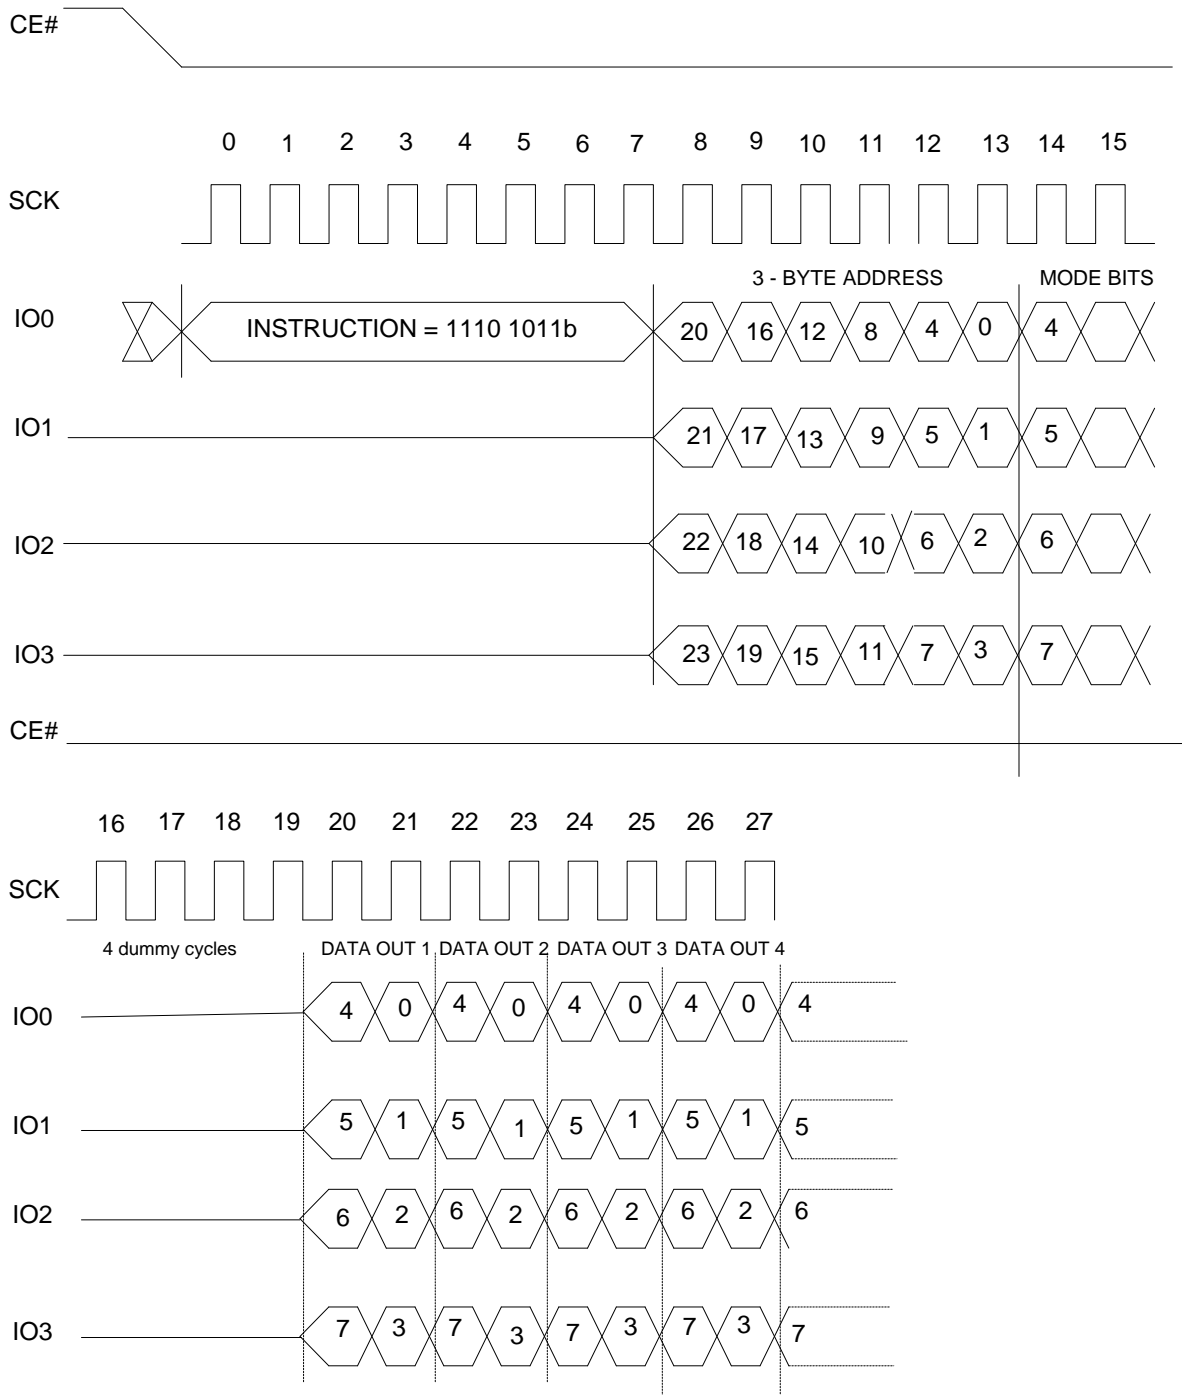 CE#
0 1 2 3 4 5 6 7 8 9 10 11 12 13 14 15
SCK
3 - BYTE ADDRESS MODE BITS
IO0 INSTRUCTION = 1110 1011b 20 16 12 8 4 0 4
IO1 21 17 13 9 5 1 5
IO2 22 18 14 10 6 2 6
IO3 23 19 15 11 7 3 7
CE#
16 17 18 19 20 21 22 23 24 25 26 27
SCK
4 dummy cycles DATA OUT 1 DATA OUT 2 DATA OUT 3 DATA OUT 4
IO0 4 0 4 0 4 0 4 0 4
IO1 5 1 5 1 5 1 5 1 5
IO2 6 2 6 2 6 2 6 2 6
IO3 7 3 7 3 7 3 7 3 7